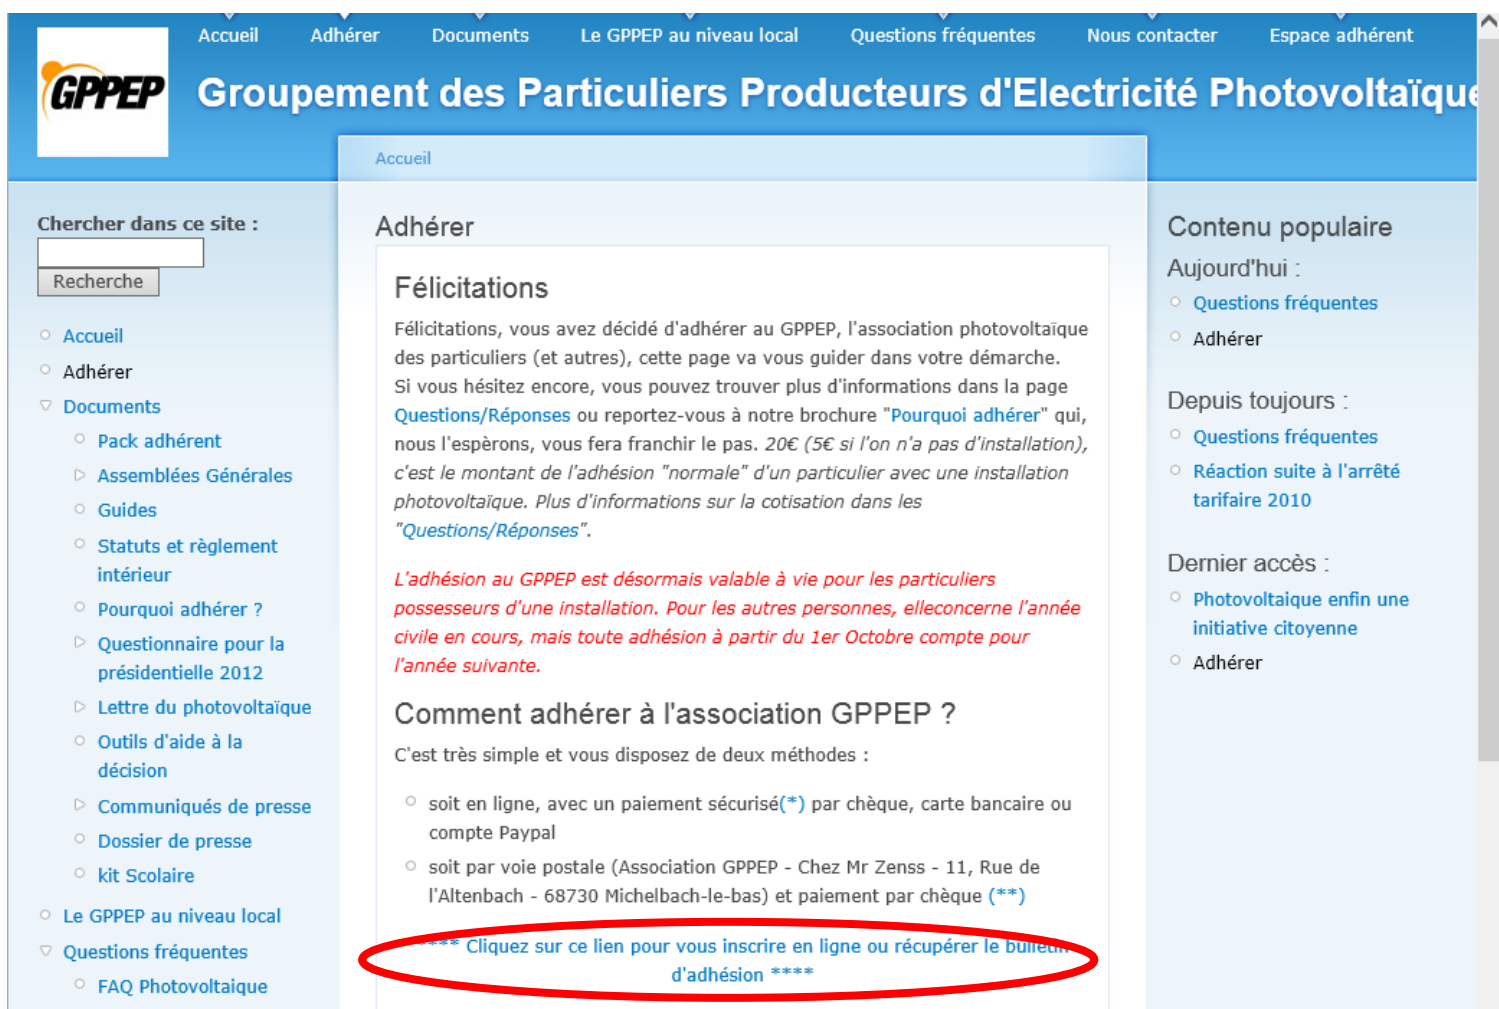 Accueil Adhérer Documents Le GPPEP au niveau local Questions fréquentes Nous contacter Espace adhérent
GPPEP
Groupement des Particuliers Producteurs d'Electricité Photovoltaïque
Accueil
Chercher dans ce site :
Recherche
Accueil
Adhérer
Documents
Pack adhérent
Assemblées Générales
Guides
Statuts et règlement
intérieur
Pourquoi adhérer ?
Questionnaire pour la
présidentielle 2012
Lettre du photovoltaïque
Outils d'aide à la
décision
Communiqués de presse
Dossier de presse
kit Scolaire
Le GPPEP au niveau local
Questions fréquentes
FAQ Photovoltaique
Adhérer
Félicitations
Félicitations, vous avez décidé d'adhérer au GPPEP, l'association photovoltaïque
des particuliers (et autres), cette page va vous guider dans votre démarche.
Si vous hésitez encore, vous pouvez trouver plus d'informations dans la page
Questions/Réponses ou reportez-vous à notre brochure "Pourquoi adhérer" qui,
nous l'espèrons, vous fera franchir le pas. 20€ (5€ si l'on n'a pas d'installation),
c'est le montant de l'adhésion "normale" d'un particulier avec une installation
photovoltaïque. Plus d'informations sur la cotisation dans les
"Questions/Réponses".
L'adhésion au GPPEP est désormais valable à vie pour les particuliers
possesseurs d'une installation. Pour les autres personnes, elleconcerne l'année
civile en cours, mais toute adhésion à partir du 1er Octobre compte pour
l'année suivante.
Comment adhérer à l'association GPPEP ?
C'est très simple et vous disposez de deux méthodes :
soit en ligne, avec un paiement sécurisé(*) par chèque, carte bancaire ou
compte Paypal
soit par voie postale (Association GPPEP - Chez Mr Zenss - 11, Rue de
l'Altenbach - 68730 Michelbach-le-bas) et paiement par chèque (**)
**** Cliquez sur ce lien pour vous inscrire en ligne ou récupérer le bulletin
d'adhésion ****
Contenu populaire
Aujourd'hui :
Questions fréquentes
Adhérer
Depuis toujours :
Questions fréquentes
Réaction suite à l'arrêté
tarifaire 2010
Dernier accès :
Photovoltaique enfin une
initiative citoyenne
Adhérer